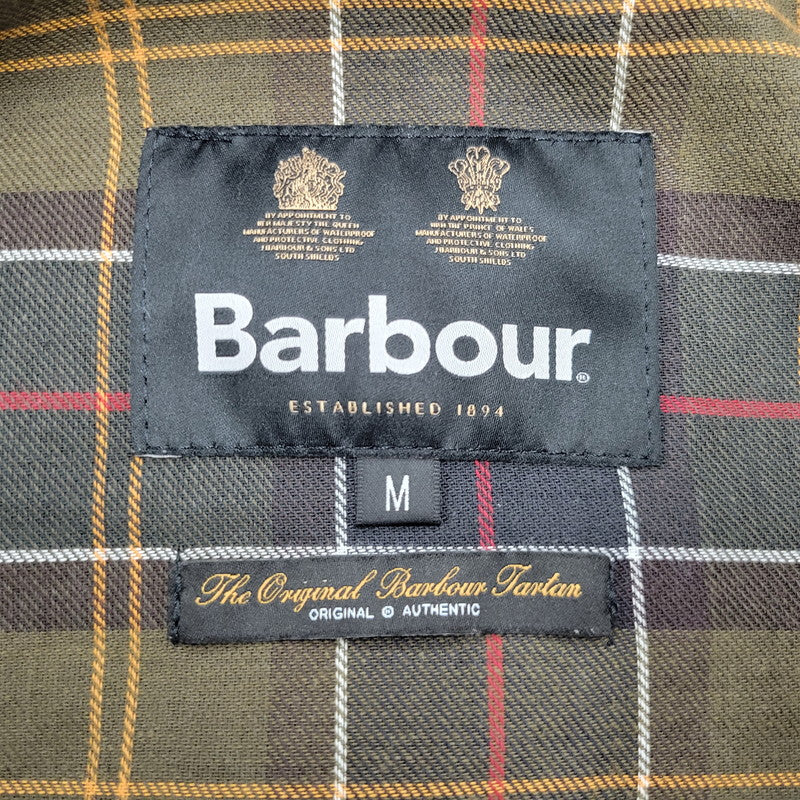 BY APPOINTMENT TO
HER MAJESTY THE QUEEN
MANUFACTURERS OF WATERPROOF
AND PROTECTIVE CLOTHING
J BARBOUR & SONS LTD
SOUTH SHIELDS
BY APPOINTMENT TO
HRH THE PRINCE OF WALES
MANUFACTURERS OF WATERPROOF
AND PROTECTIVE CLOTHING
J BARBOUR & SONS LTD
SOUTH SHIELDS
Barbour®
ESTABLISHED 1894
M
The Original Barbour Tartan
ORIGINAL ® AUTHENTIC